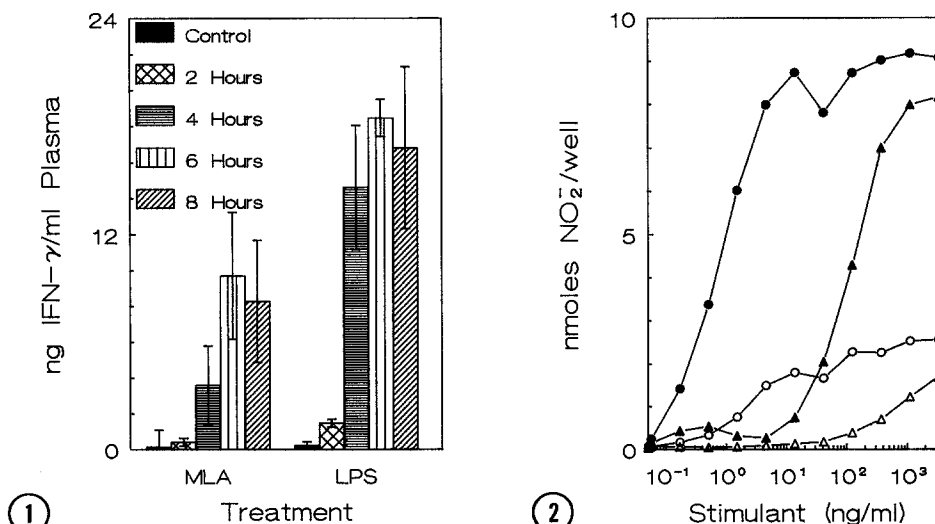 24
Control
2 Hours
4 Hours
6 Hours
8 Hours
12
0
ng IFN-γ/ml Plasma
MLA LPS
Treatment
1
10
5
0
nmoles NO₂⁻/well
10⁻¹ 10⁰ 10¹ 10² 10³
Stimulant (ng/ml)
2